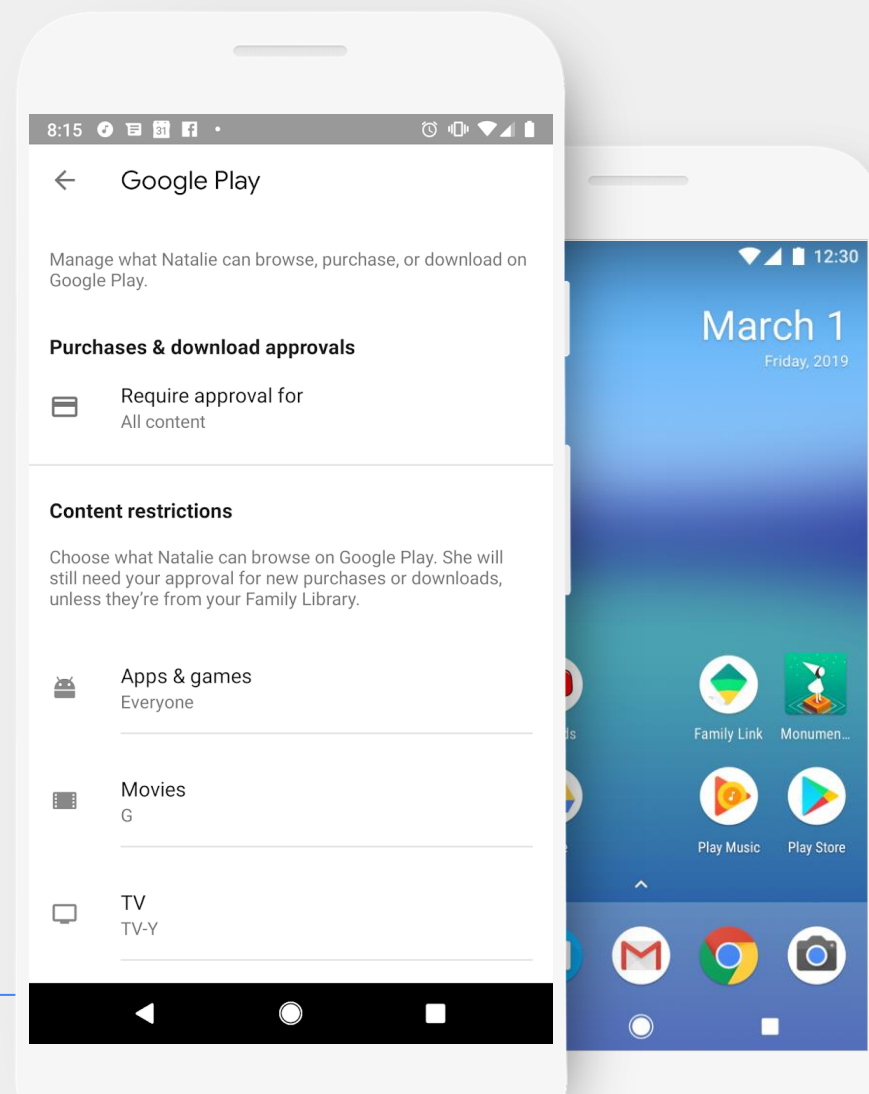 8:15
31
Google Play
Manage what Natalie can browse, purchase, or download on
Google Play.
Purchases & download approvals
Require approval for
All content
Content restrictions
Choose what Natalie can browse on Google Play. She will
still need your approval for new purchases or downloads,
unless they’re from your Family Library.
Apps & games
Everyone
Movies
G
TV
TV-Y
12:30
March 1
Friday, 2019
Family Link
Monumen...
Play Music
Play Store